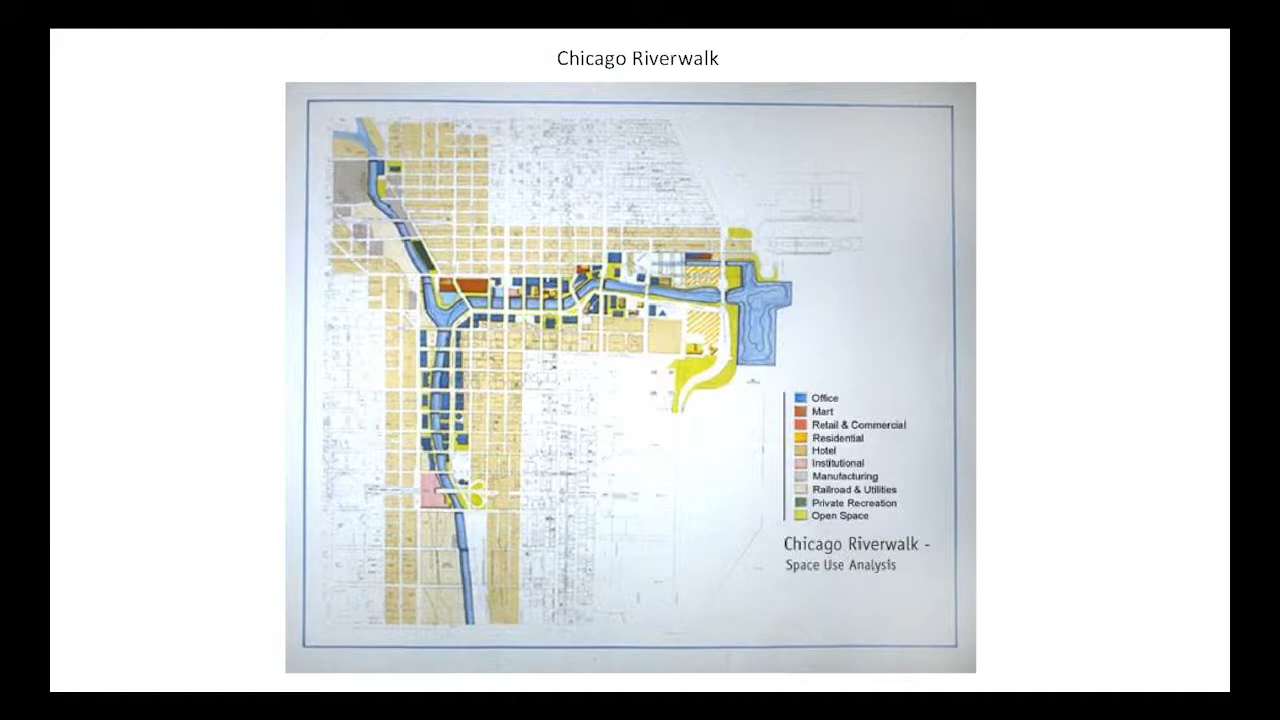 Chicago Riverwalk
Office
Mart
Retail & Commercial
Residential
Hotel
Institutional
Manufacturing
Railroad & Utilities
Private Recreation
Open Space
Chicago Riverwalk -
Space Use Analysis